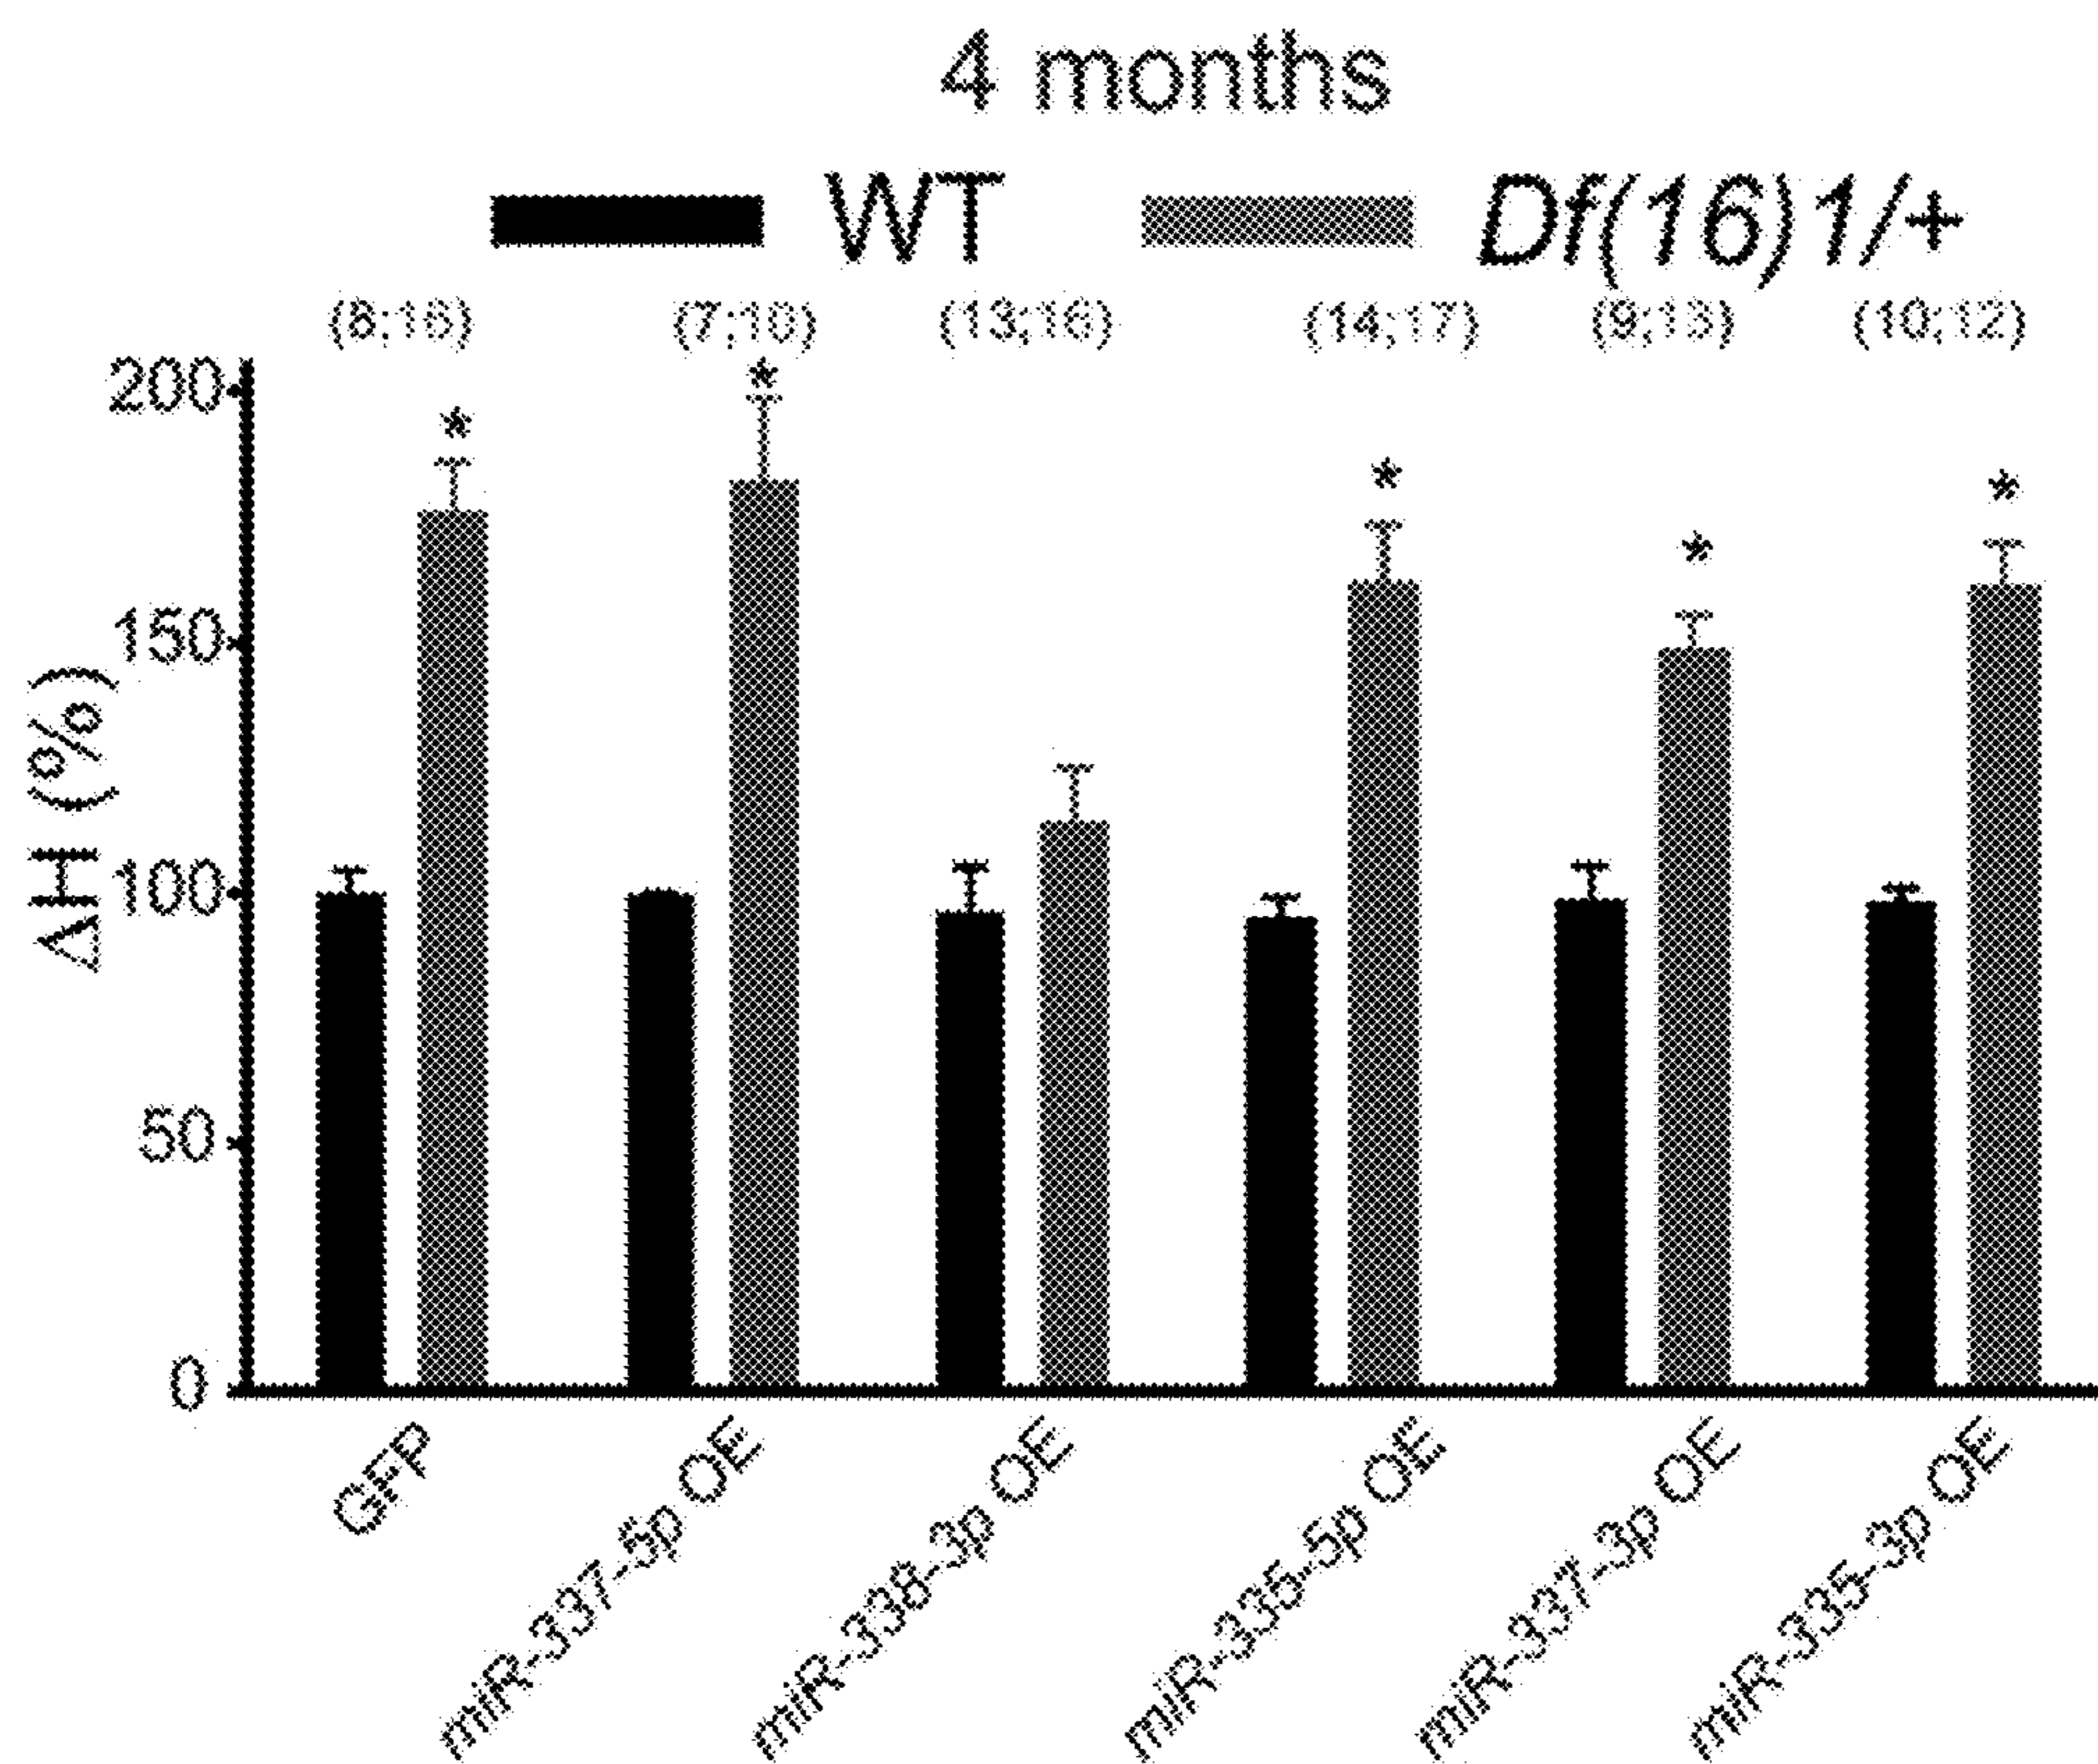 4 months
WT Df(16)1/+
(7;10) (13;16) (14;17) (9;13) (10;12)
*
*
*
*
*
200
150
100
50
0
ΔH (%)
GFP
miR-337-5p OE
miR-338-3p OE
miR-335-5p OE
miR-337-3p OE
miR-335-3p OE